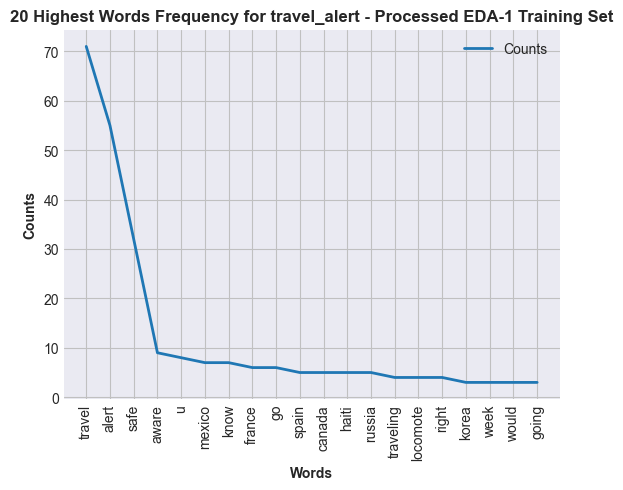 20 Highest Words Frequency for travel_alert - Processed EDA-1 Training Set
Counts
70
60
50
40
30
20
10
0
Counts
travel
alert
safe
aware
u
mexico
know
france
go
spain
canada
haiti
russia
traveling
locomote
right
korea
week
would
going
Words